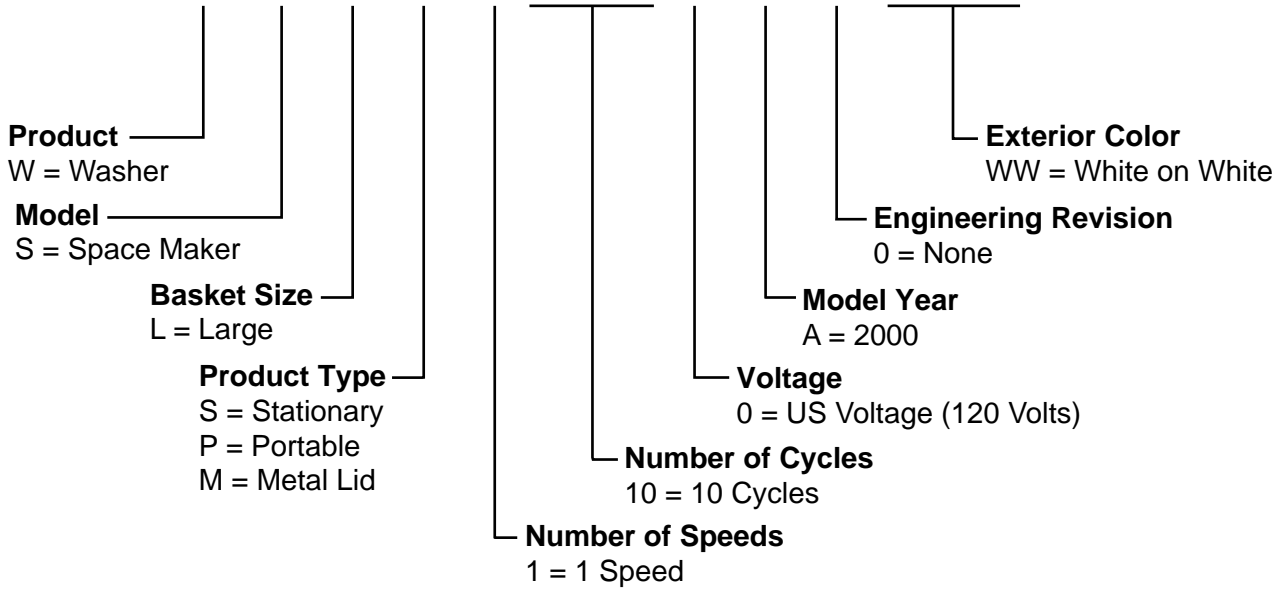 Product
W = Washer
Model
S = Space Maker
Basket Size
L = Large
Product Type
S = Stationary
P = Portable
M = Metal Lid
Exterior Color
WW = White on White
Engineering Revision
0 = None
Model Year
A = 2000
Voltage
0 = US Voltage (120 Volts)
Number of Cycles
10 = 10 Cycles
Number of Speeds
1 = 1 Speed